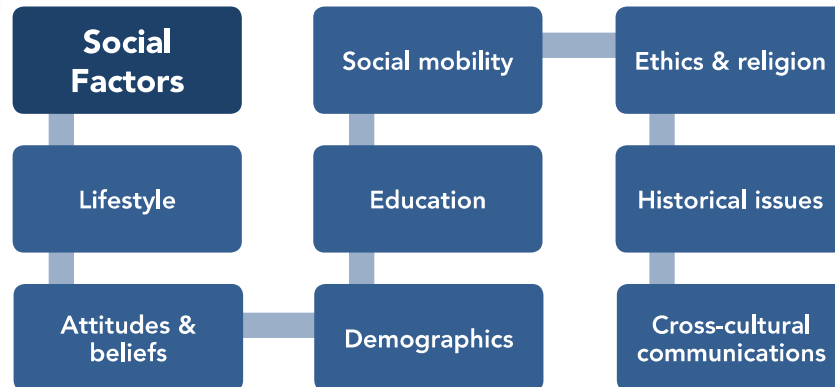 Social
Factors
Lifestyle
Attitudes &
beliefs
Demographics
Education
Social mobility
Ethics & religion
Historical issues
Cross-cultural
communications